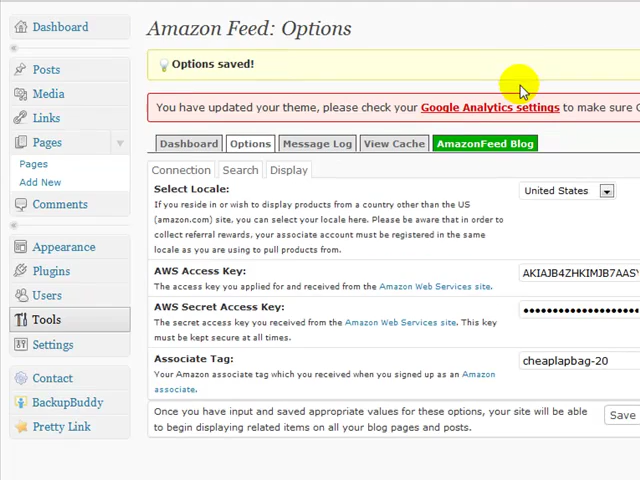 Dashboard
Posts
Media
Links
Pages
Pages
Add New
Comments
Appearance
Plugins
Users
Tools
Settings
Contact
BackupBuddy
Pretty Link
Amazon Feed: Options
Options saved!
You have updated your theme, please check your Google Analytics settings to make sure
Dashboard Options Message Log View Cache AmazonFeed Blog
Connection Search Display
Select Locale:
United States
If you reside in or wish to display products from a country other than the US
(amazon.com) site, you can select your locale here. Please be aware that in order to
collect referral rewards, your associate account must be registered in the same
locale as you are using to pull products from.
AWS Access Key:
The access key you applied for and received from the Amazon Web Services site.
AKIAJB4ZHKIMJB7AASY
AWS Secret Access Key:
The secret access key you received from the Amazon Web Services site. This key
must be kept secure at all times.
Associate Tag:
cheaplapbag-20
Your Amazon associate tag which you received when you signed up as an Amazon
associate.
Once you have input and saved appropriate values for these options, your site will be able
to begin displaying related items on all your blog pages and posts.
Save